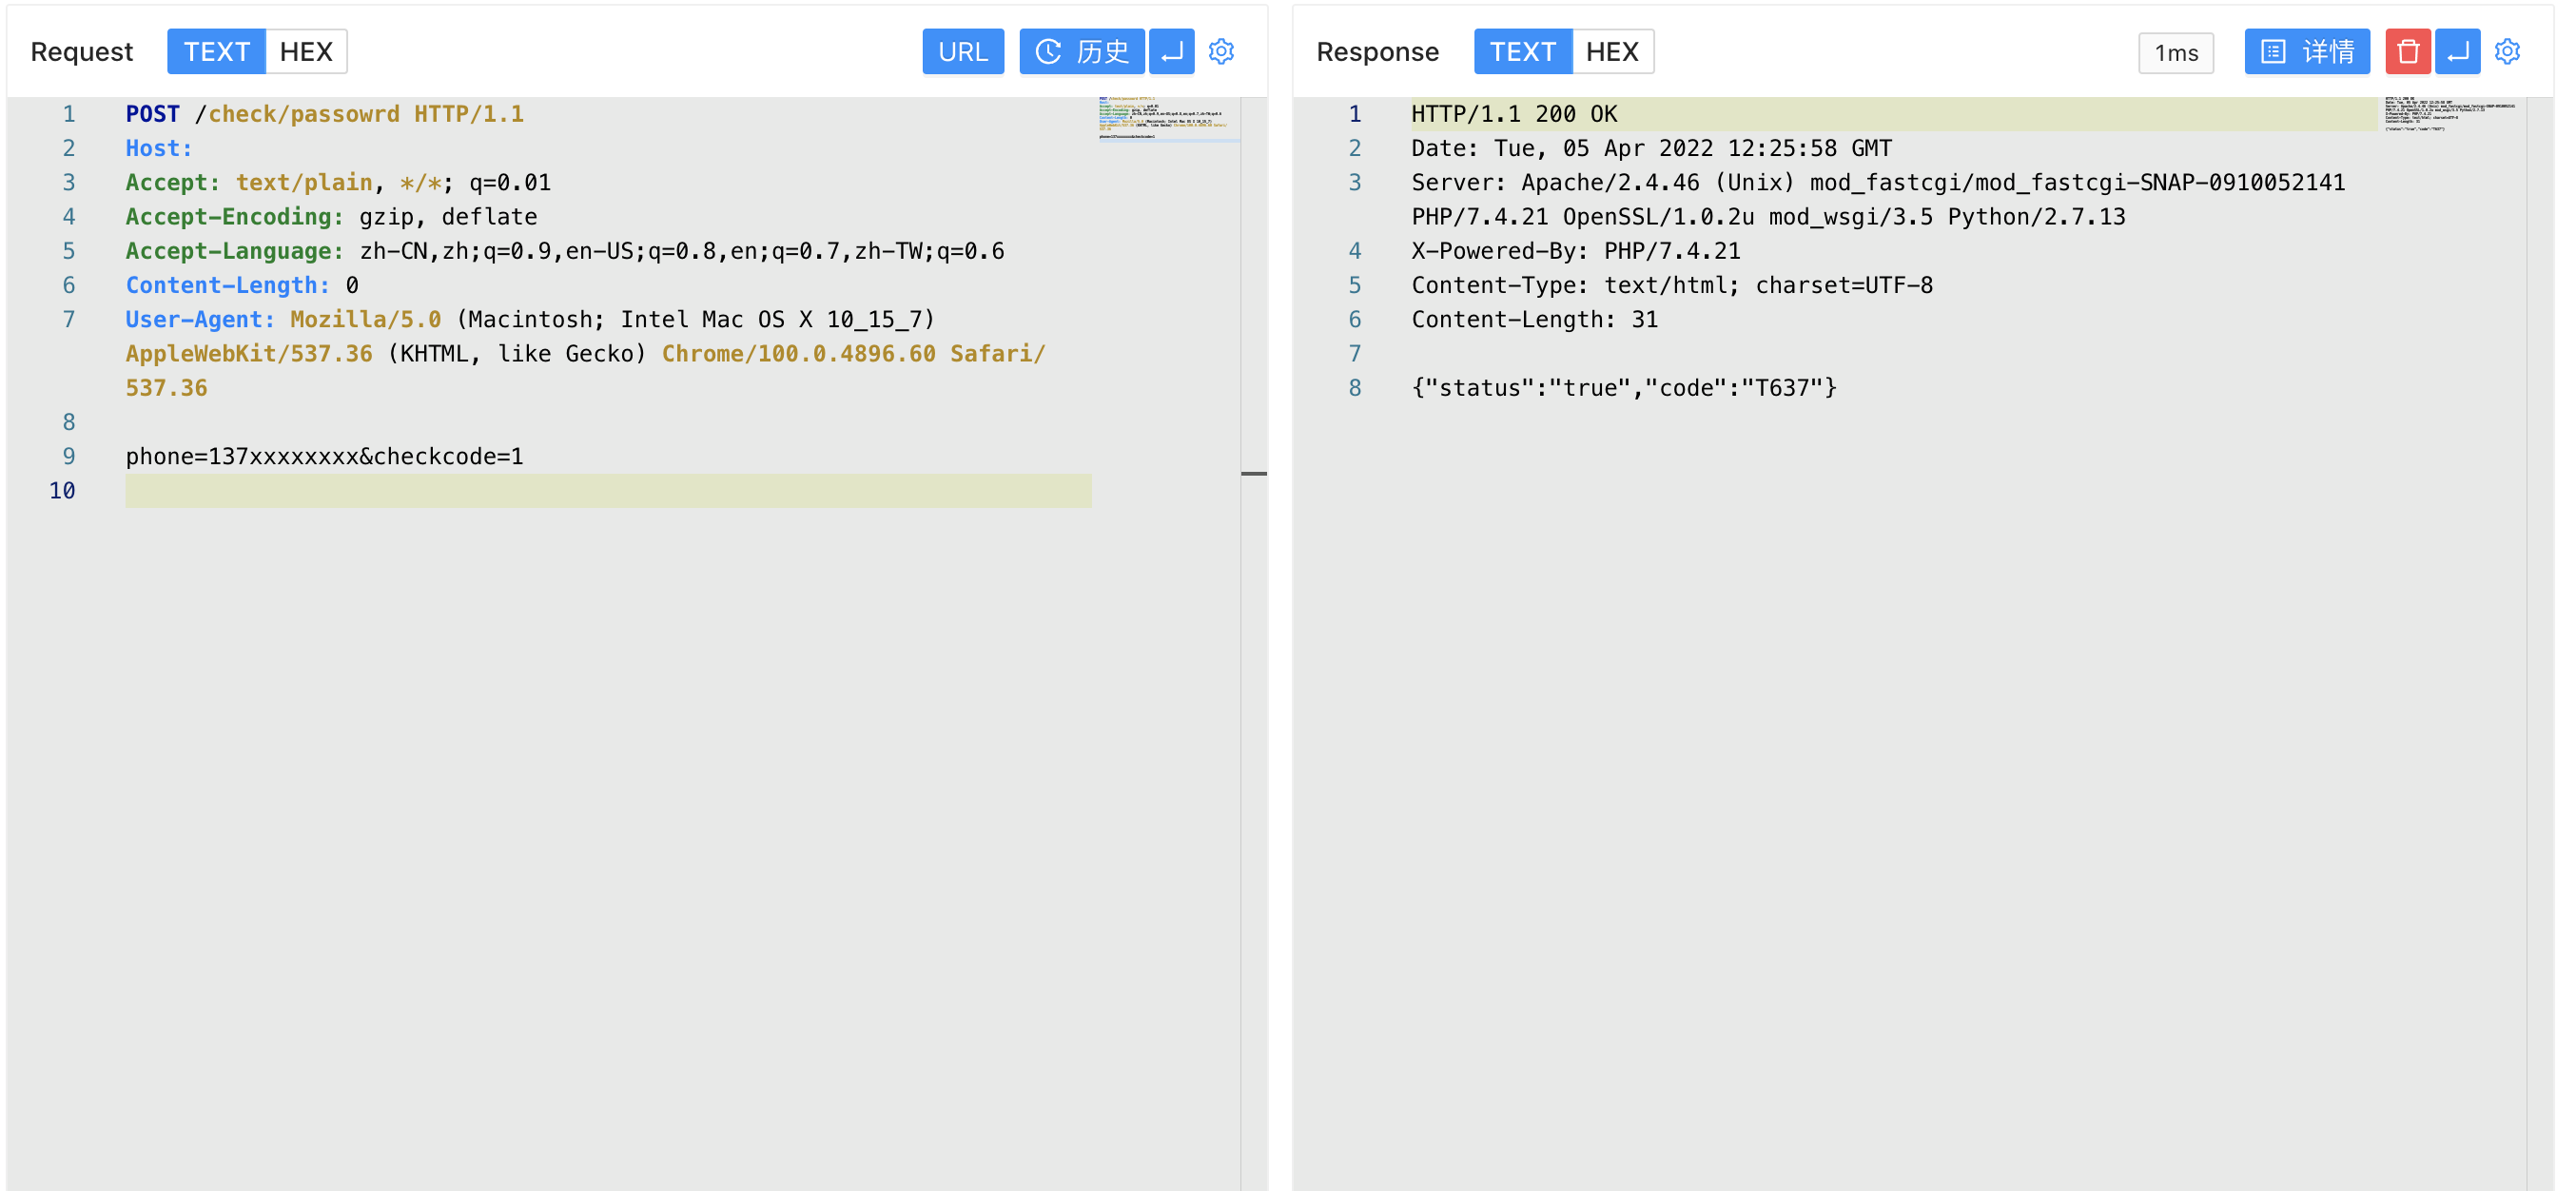 Request TEXT HEX URL 历史
1 POST /check/passowrd HTTP/1.1
2 Host:
3 Accept: text/plain, */*; q=0.01
4 Accept-Encoding: gzip, deflate
5 Accept-Language: zh-CN,zh;q=0.9,en-US;q=0.8,en;q=0.7,zh-TW;q=0.6
6 Content-Length: 0
7 User-Agent: Mozilla/5.0 (Macintosh; Intel Mac OS X 10_15_7)
AppleWebKit/537.36 (KHTML, like Gecko) Chrome/100.0.4896.60 Safari/
537.36
8
9 phone=137xxxxxxxx&checkcode=1
10
Response TEXT HEX 1ms 详情
1 HTTP/1.1 200 OK
2 Date: Tue, 05 Apr 2022 12:25:58 GMT
3 Server: Apache/2.4.46 (Unix) mod_fastcgi/mod_fastcgi-SNAP-0910052141
PHP/7.4.21 OpenSSL/1.0.2u mod_wsgi/3.5 Python/2.7.13
4 X-Powered-By: PHP/7.4.21
5 Content-Type: text/html; charset=UTF-8
6 Content-Length: 31
7
8 {"status":"true","code":"T637"}